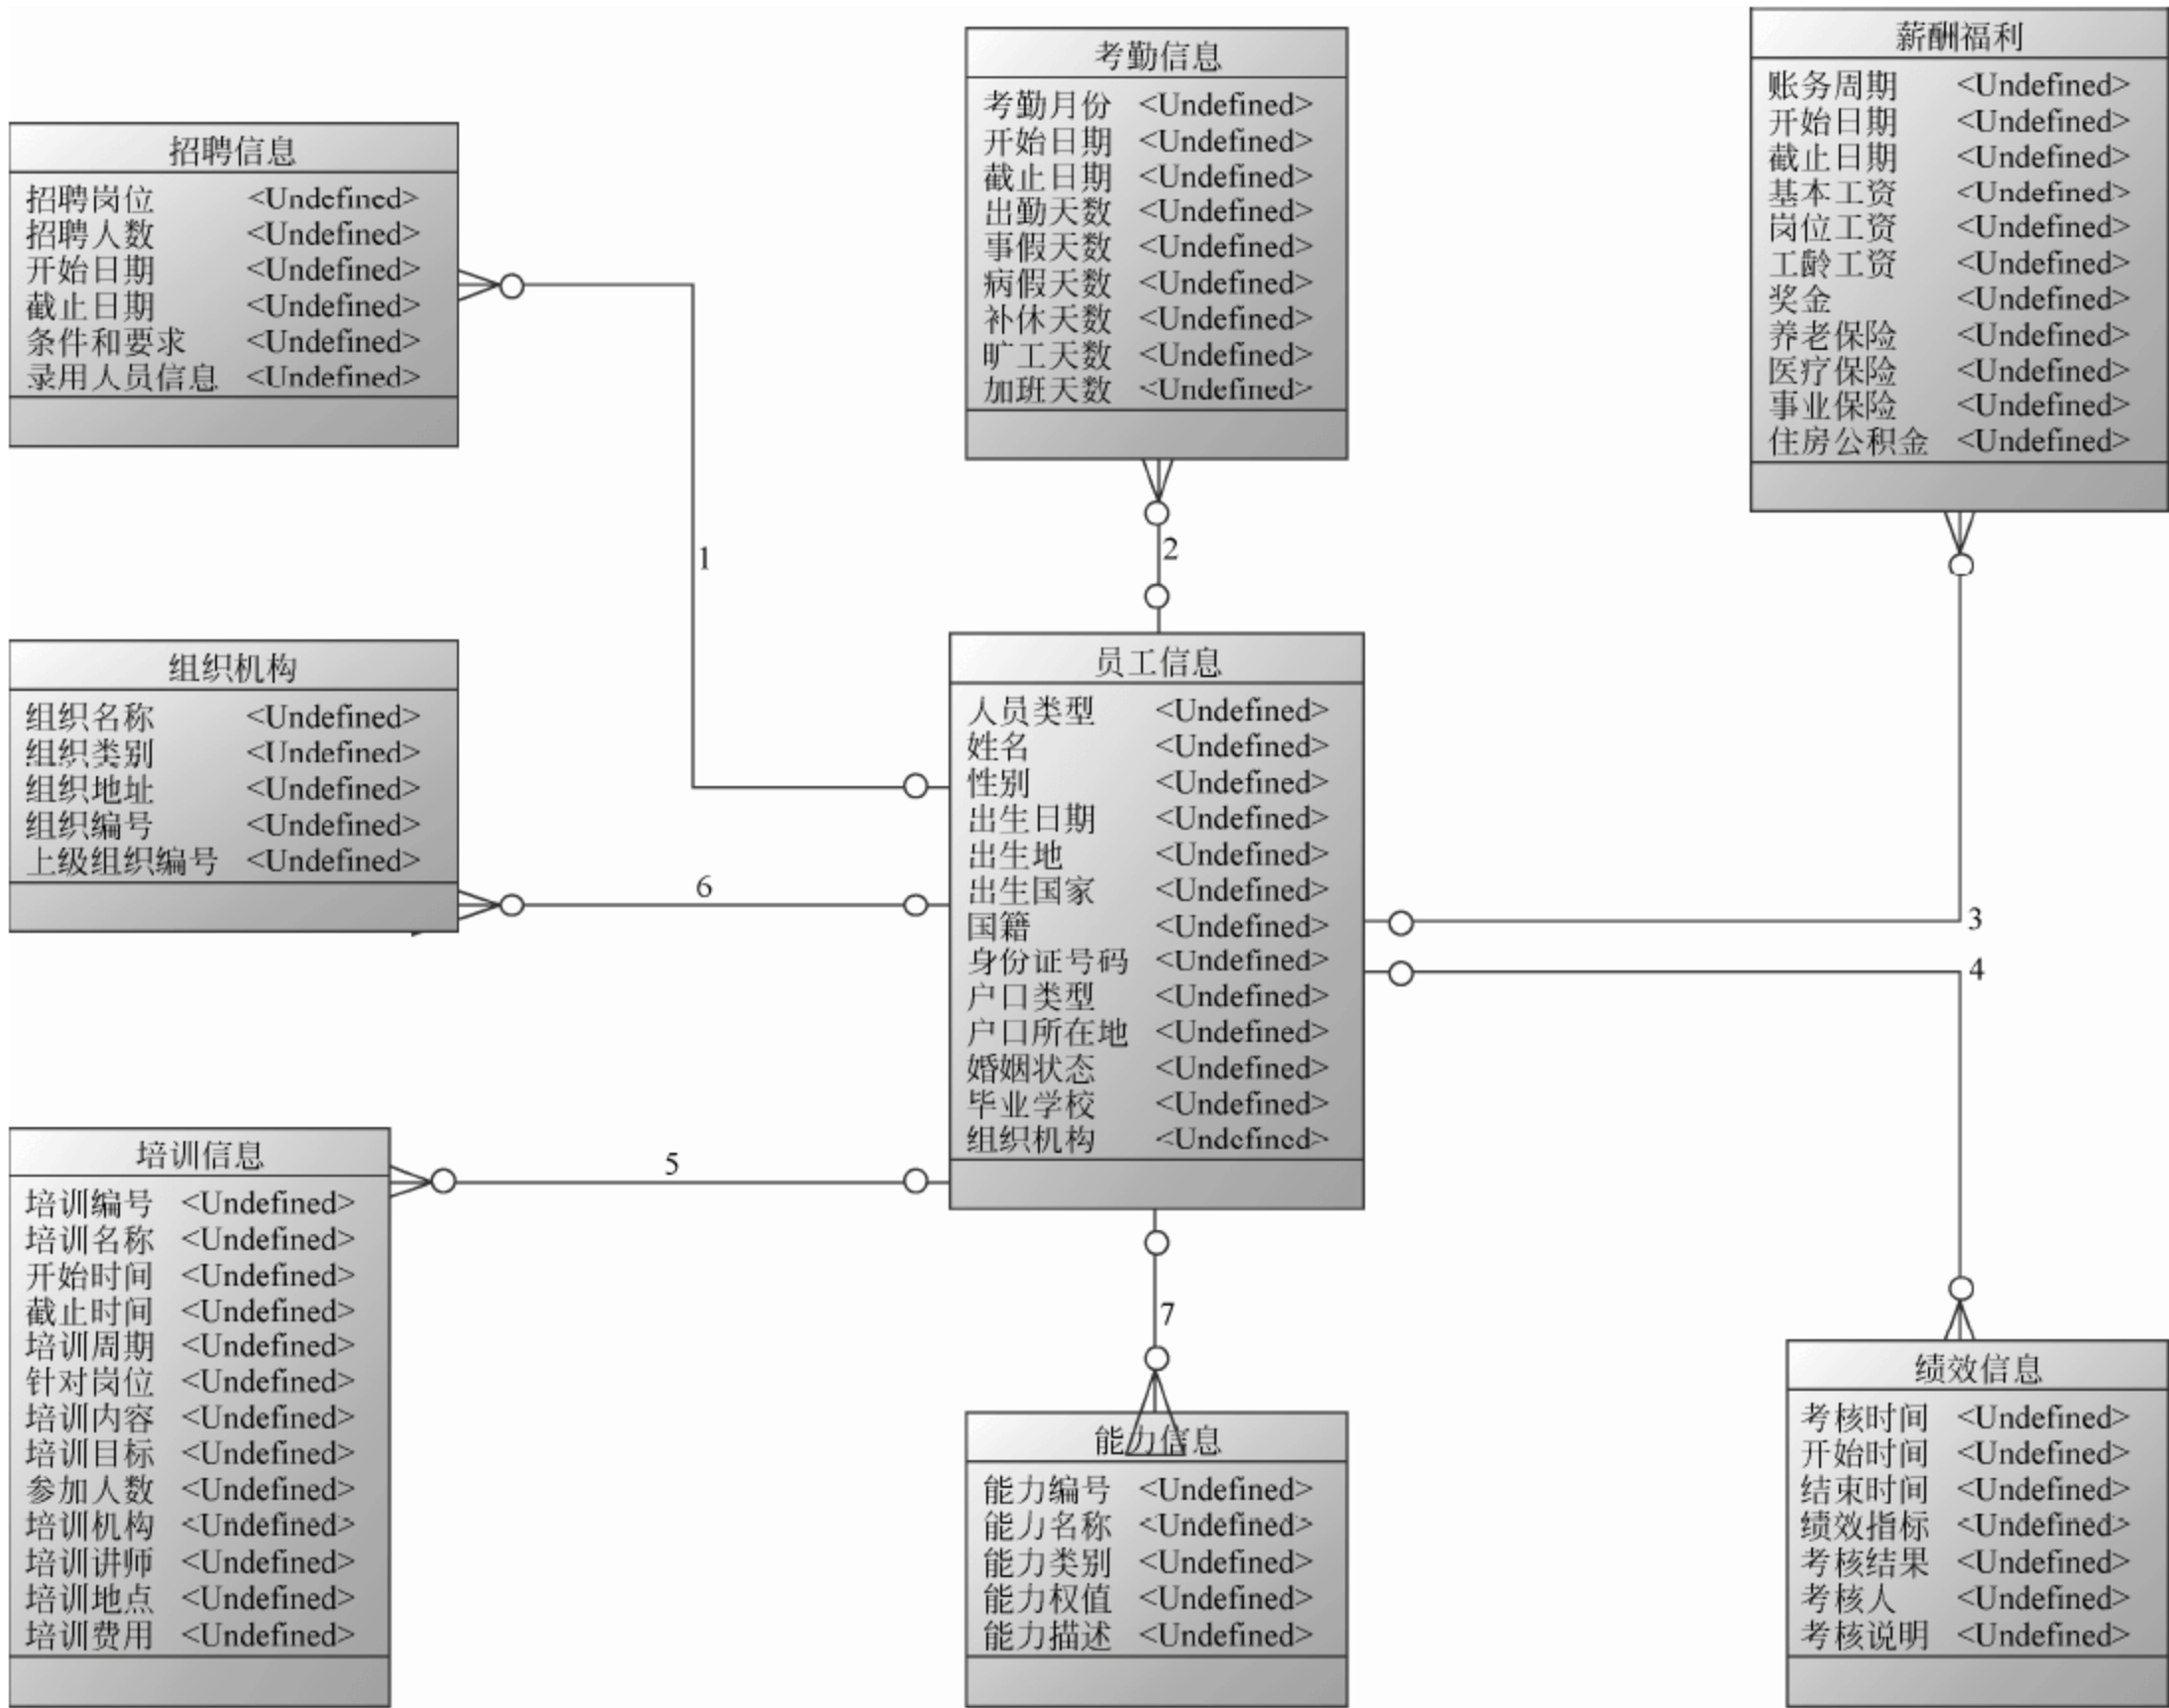 招聘信息
招聘岗位 <Undefined>
招聘人数 <Undefined>
开始日期 <Undefined>
截止日期 <Undefined>
条件和要求 <Undefined>
录用人员信息 <Undefined>
考勤信息
考勤月份 <Undefined>
开始日期 <Undefined>
截止日期 <Undefined>
出勤天数 <Undefined>
事假天数 <Undefined>
病假天数 <Undefined>
补休天数 <Undefined>
旷工天数 <Undefined>
加班天数 <Undefined>
薪酬福利
账务周期 <Undefined>
开始日期 <Undefined>
截止日期 <Undefined>
基本工资 <Undefined>
岗位工资 <Undefined>
工龄工资 <Undefined>
奖金 <Undefined>
养老保险 <Undefined>
医疗保险 <Undefined>
事业保险 <Undefined>
住房公积金 <Undefined>
1
2
组织机构
组织名称 <Undefined>
组织类别 <Undefined>
组织地址 <Undefined>
组织编号 <Undefined>
上级组织编号 <Undefined>
6
员工信息
人员类型 <Undefined>
姓名 <Undefined>
性别 <Undefined>
出生日期 <Undefined>
出生地 <Undefined>
出生国家 <Undefined>
国籍 <Undefined>
身份证号码 <Undefined>
户口类型 <Undefined>
户口所在地 <Undefined>
婚姻状态 <Undefined>
毕业学校 <Undefined>
组织机构 <Undefined>
3
4
5
7
培训信息
培训编号 <Undefined>
培训名称 <Undefined>
开始时间 <Undefined>
截止时间 <Undefined>
培训周期 <Undefined>
针对岗位 <Undefined>
培训内容 <Undefined>
培训目标 <Undefined>
参加人数 <Undefined>
培训机构 <Undefined>
培训讲师 <Undefined>
培训地点 <Undefined>
培训费用 <Undefined>
能力信息
能力编号 <Undefined>
能力名称 <Undefined>
能力类别 <Undefined>
能力权值 <Undefined>
能力描述 <Undefined>
绩效信息
考核时间 <Undefined>
开始时间 <Undefined>
结束时间 <Undefined>
绩效指标 <Undefined>
考核结果 <Undefined>
考核人 <Undefined>
考核说明 <Undefined>